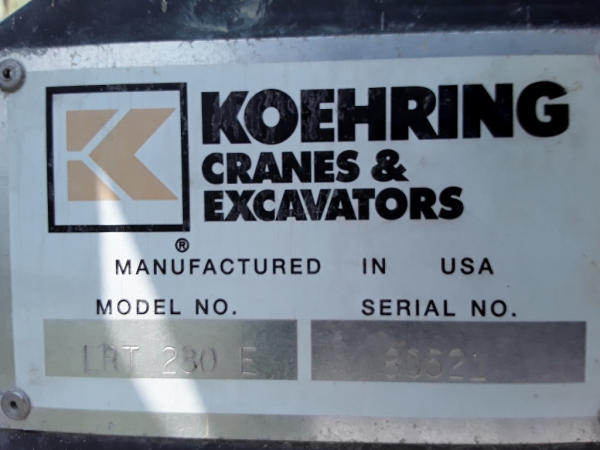 KOEHRING
CRANES &
EXCAVATORS
®
MANUFACTURED IN USA
MODEL NO. SERIAL NO.
LRT 230 E